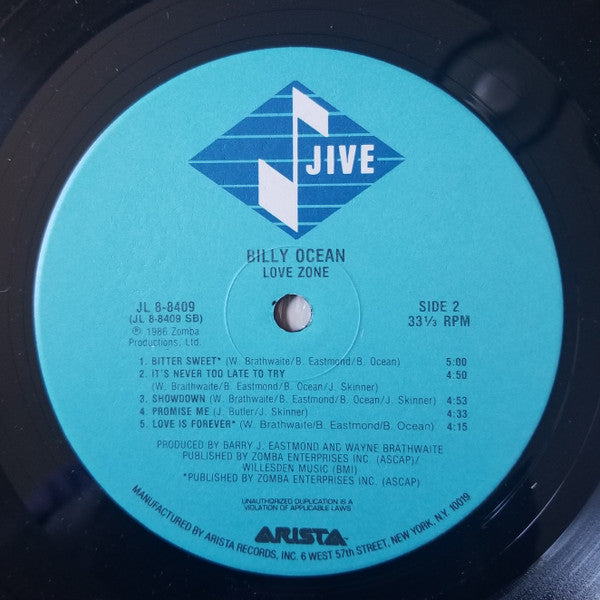 JIVE
BILLY OCEAN
LOVE ZONE
JL 8-8409
(JL 8-8409 SB)
℗ 1986 Zomba
Productions, Ltd.
SIDE 2
33⅓ RPM
1. BITTER SWEET* (W. Brathwaite/B. Eastmond/B. Ocean) 5:00
2. IT'S NEVER TOO LATE TO TRY 4:50
(W. Brathwaite/B. Eastmond/B. Ocean/J. Skinner)
3. SHOWDOWN (W. Brathwaite/B. Eastmond/B. Ocean) 4:53
4. PROMISE ME (J. Butler/J. Skinner) 4:33
5. LOVE IS FOREVER* (W. Brathwaite/B. Eastmond/B. Ocean) 4:15
PRODUCED BY BARRY J. EASTMOND AND WAYNE BRATHWAITE
PUBLISHED BY ZOMBA ENTERPRISES INC. (ASCAP)/
WILLESDEN MUSIC (BMI)
*PUBLISHED BY ZOMBA ENTERPRISES INC. (ASCAP)
UNAUTHORIZED DUPLICATION IS A
VIOLATION OF APPLICABLE LAWS
ARISTA
MANUFACTURED BY ARISTA RECORDS, INC. 6 WEST 57th STREET, NEW YORK, N.Y. 10019